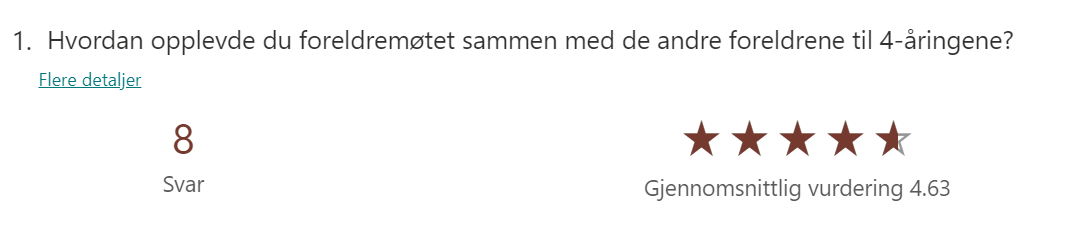 1. Hvordan opplevde du foreldremøtet sammen med de andre foreldrene til 4-åringene?
Flere detaljer
8
Svar
Gjennomsnittlig vurdering 4.63